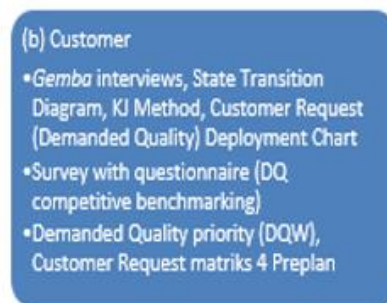 (b) Customer
•Gemba interviews, State Transition
Diagram, KJ Method, Customer Request
(Demanded Quality) Deployment Chart
•Survey with questionnaire (DQ
competitive benchmarking)
•Demanded Quality priority (DQW),
Customer Request matriks 4 Preplan